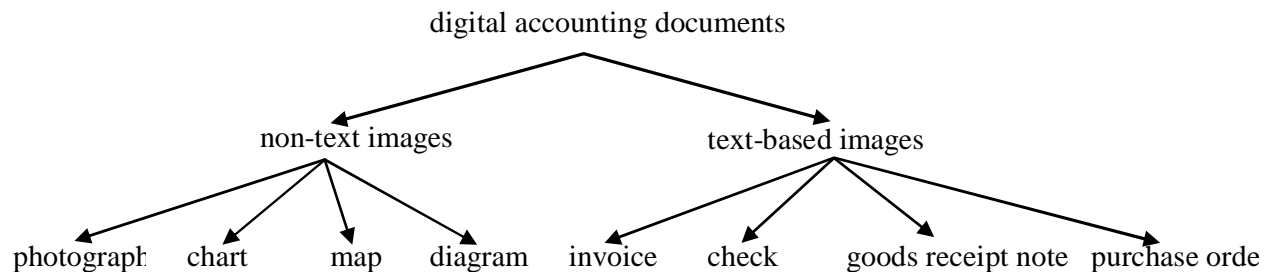 digital accounting documents
non-text images text-based images
photograph chart map diagram invoice check goods receipt note purchase orde